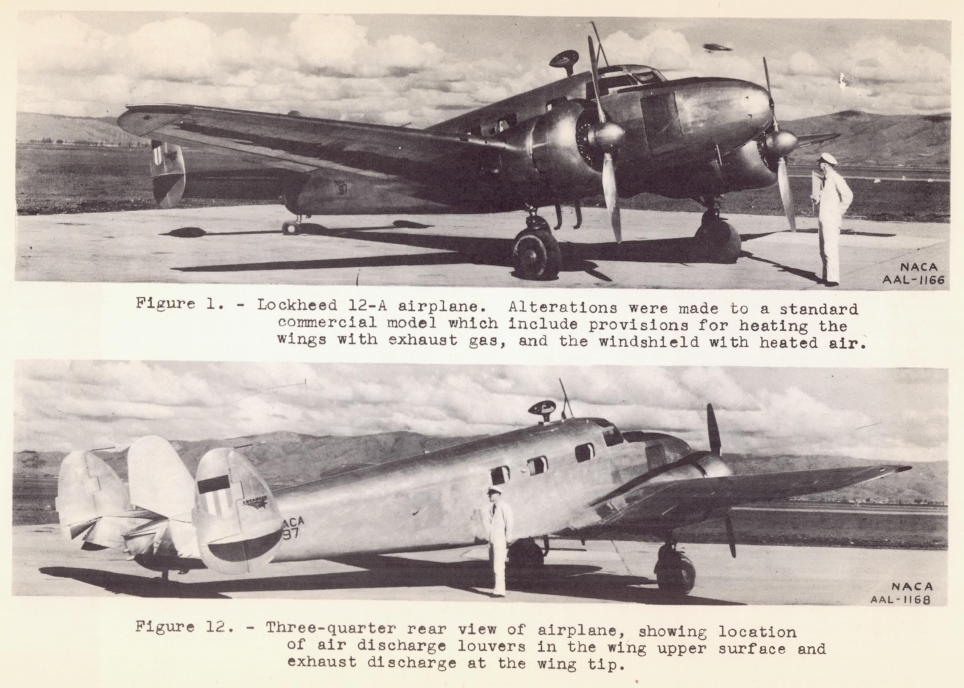 NACA
AAL-1166
Figure 1. - Lockheed 12-A airplane. Alterations were made to a standard
commercial model which include provisions for heating the
wings with exhaust gas, and the windshield with heated air.
ACA
97
NACA
AAL-1168
Figure 12. - Three-quarter rear view of airplane, showing location
of air discharge louvers in the wing upper surface and
exhaust discharge at the wing tip.